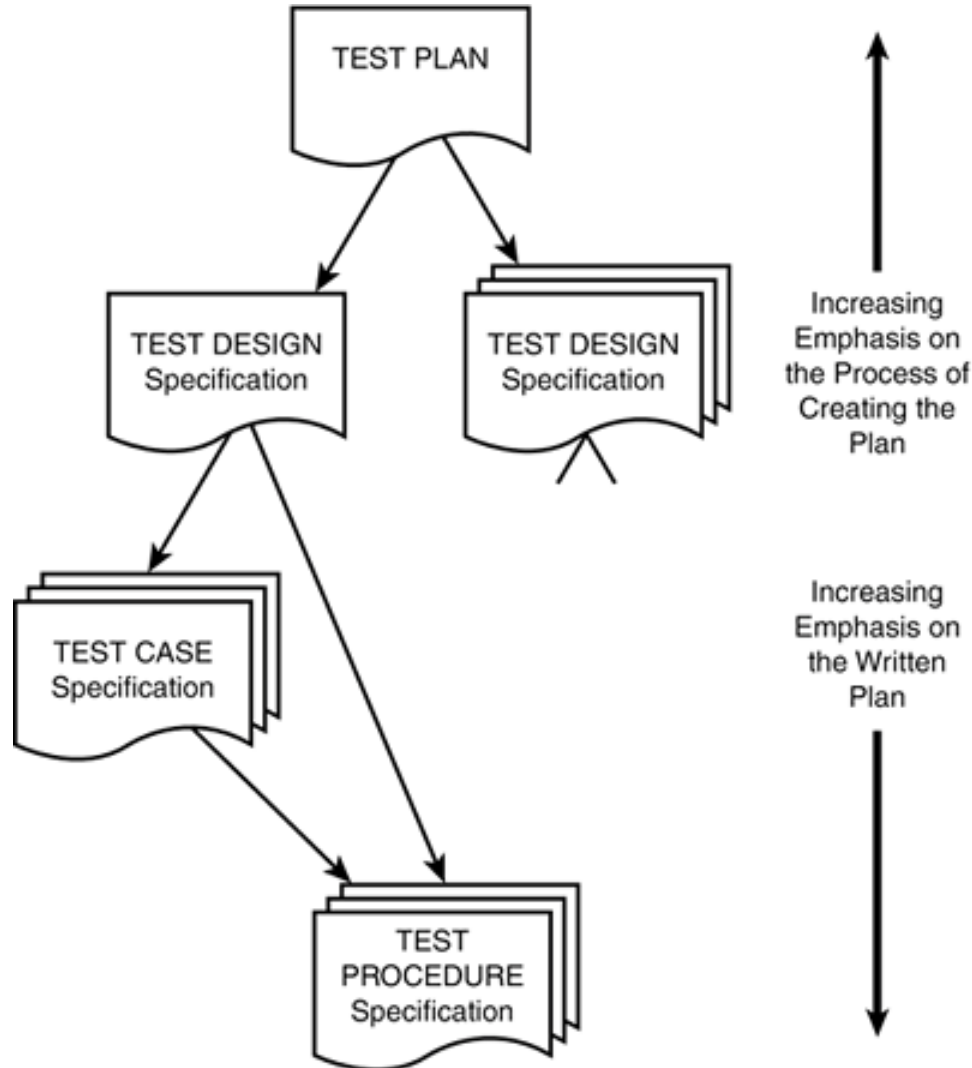 TEST PLAN
TEST DESIGN
Specification
TEST DESIGN
Specification
Increasing
Emphasis on
the Process of
Creating the
Plan
TEST CASE
Specification
Increasing
Emphasis on
the Written
Plan
TEST
PROCEDURE
Specification